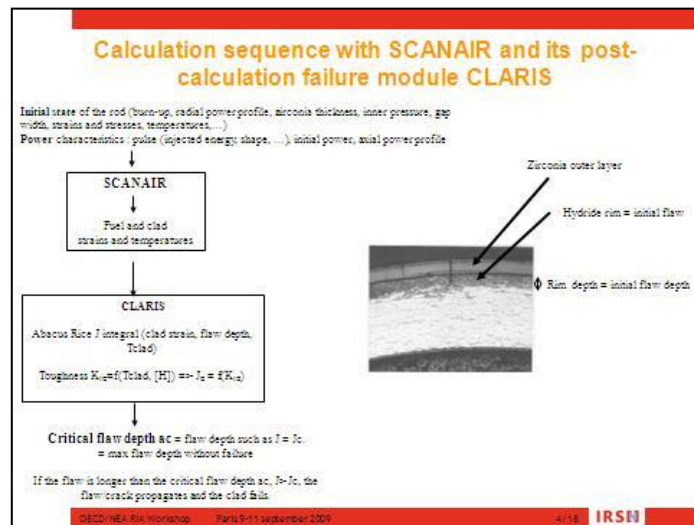 Calculation sequence with SCANAIR and its post-
calculation failure module CLARIS
Initial state of the rod (burn-up, radial power profile, zirconia thickness, inner pressure, gap
width, strains and stresses, temperatures,…)
Power characteristics : pulse (injected energy, shape, …), initial power, axial power profile
SCANAIR
Fuel and clad
strains and temperatures
CLARIS
Abacus Rice J integral (clad strain, flaw depth,
Tclad)
Toughness K_IC=f(Tclad, [H]) => J_C = f(K_IC)
Critical flaw depth ac = flaw depth such as J = Jc.
= max flaw depth without failure
If the flaw is longer than the critical flaw depth ac, J>Jc, the
flaw/crack propagates and the clad fails.
Zirconia outer layer
Hydride rim = initial flaw
Rim depth = initial flaw depth
OECD/NEA RIA Workshop Paris 9-11 september 2009 4/18 IRSN